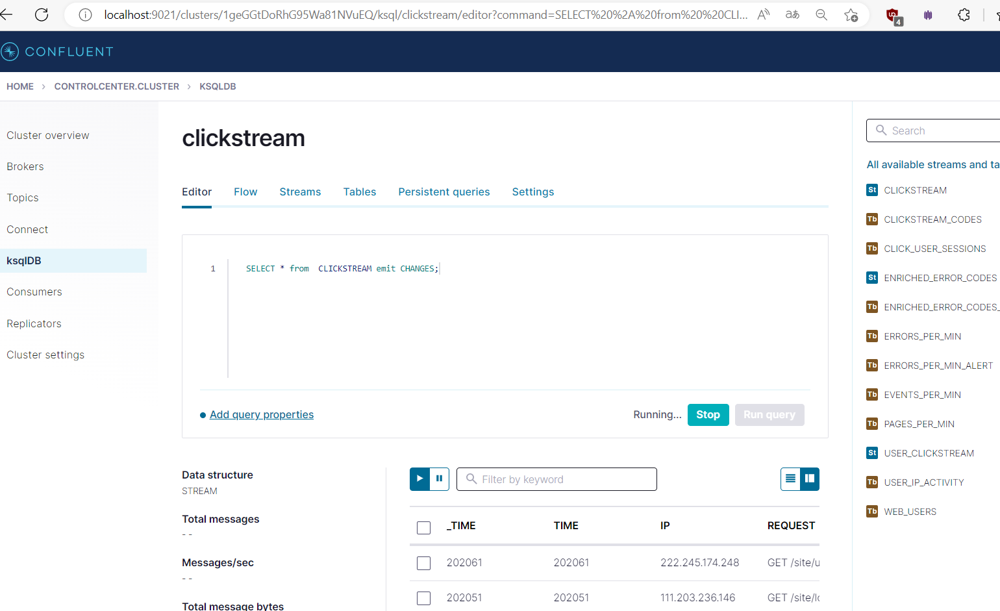 localhost:9021/clusters/1geGGtDoRhG95Wa81NVuEQ/ksql/clickstream/editor?command=SELECT%20%2A%20from%20%20CLI...
4
CONFLUENT
HOME > CONTROLCENTER.CLUSTER > KSQLDB
Cluster overview
Brokers
Topics
Connect
ksqlDB
Consumers
Replicators
Cluster settings
clickstream
Editor Flow Streams Tables Persistent queries Settings
1 SELECT * from  CLICKSTREAM emit CHANGES;
Add query properties
Running... Stop Run query
Data structure
STREAM
Total messages
- -
Messages/sec
- -
Total message bytes
Filter by keyword
_TIME TIME IP REQUEST
202061 202061 222.245.174.248 GET /site/u
202051 202051 111.203.236.146 GET /site/lo
Search
All available streams and ta
St CLICKSTREAM
Tb CLICKSTREAM_CODES
Tb CLICK_USER_SESSIONS
St ENRICHED_ERROR_CODES
Tb ENRICHED_ERROR_CODES_
Tb ERRORS_PER_MIN
Tb ERRORS_PER_MIN_ALERT
Tb EVENTS_PER_MIN
Tb PAGES_PER_MIN
St USER_CLICKSTREAM
Tb USER_IP_ACTIVITY
Tb WEB_USERS